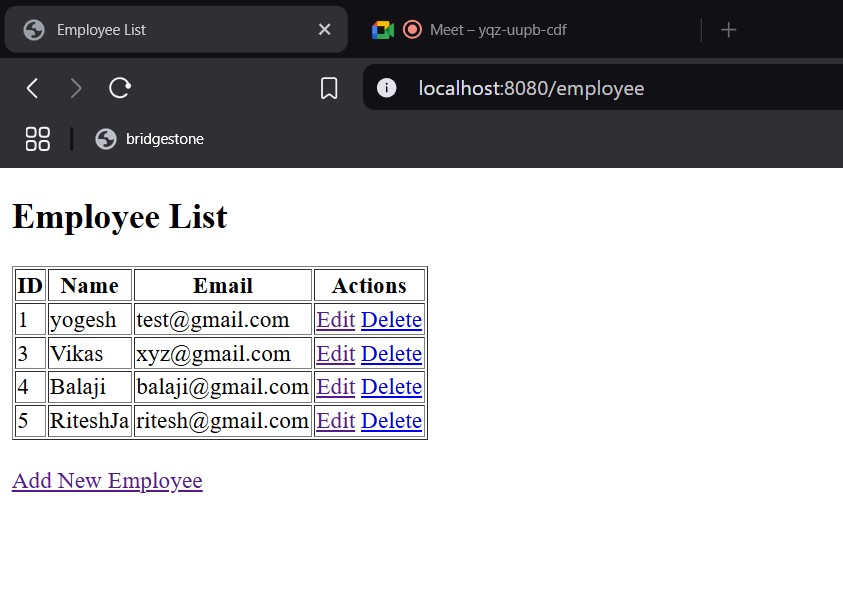 Employee List
Meet – yqz-uupb-cdf
localhost:8080/employee
bridgestone
Employee List
ID Name Email Actions
1 yogesh test@gmail.com Edit Delete
3 Vikas xyz@gmail.com Edit Delete
4 Balaji balaji@gmail.com Edit Delete
5 RiteshJa ritesh@gmail.com Edit Delete
Add New Employee